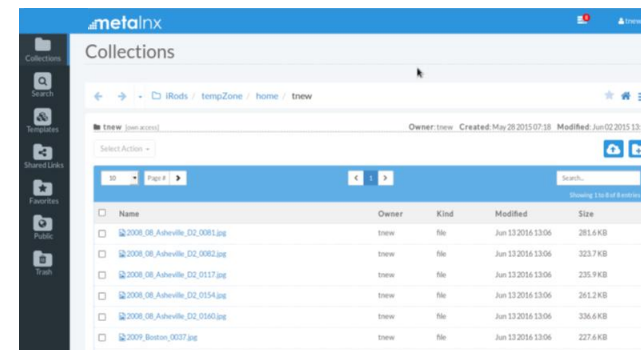 metalnx
1
tnew
Collections
Collections
Search
Templates
Shared Links
Favorites
Public
Trash
iRods / tempZone / home / tnew
tnew [own access] Owner: tnew Created: May 28 2015 07:18 Modified: Jun 02 2015 13:
Select Action
10 Page # 1 Search...
Showing 1 to 8 of 8 entries
Name Owner Kind Modified Size
2008_08_Asheville_D2_0081.jpg tnew file Jun 13 2016 13:06 281.6 KB
2008_08_Asheville_D2_0082.jpg tnew file Jun 13 2016 13:06 323.7 KB
2008_08_Asheville_D2_0117.jpg tnew file Jun 13 2016 13:06 235.9 KB
2008_08_Asheville_D2_0154.jpg tnew file Jun 13 2016 13:06 261.2 KB
2008_08_Asheville_D2_0160.jpg tnew file Jun 13 2016 13:06 336.6 KB
2009_Boston_0037.jpg tnew file Jun 13 2016 13:06 227.6 KB